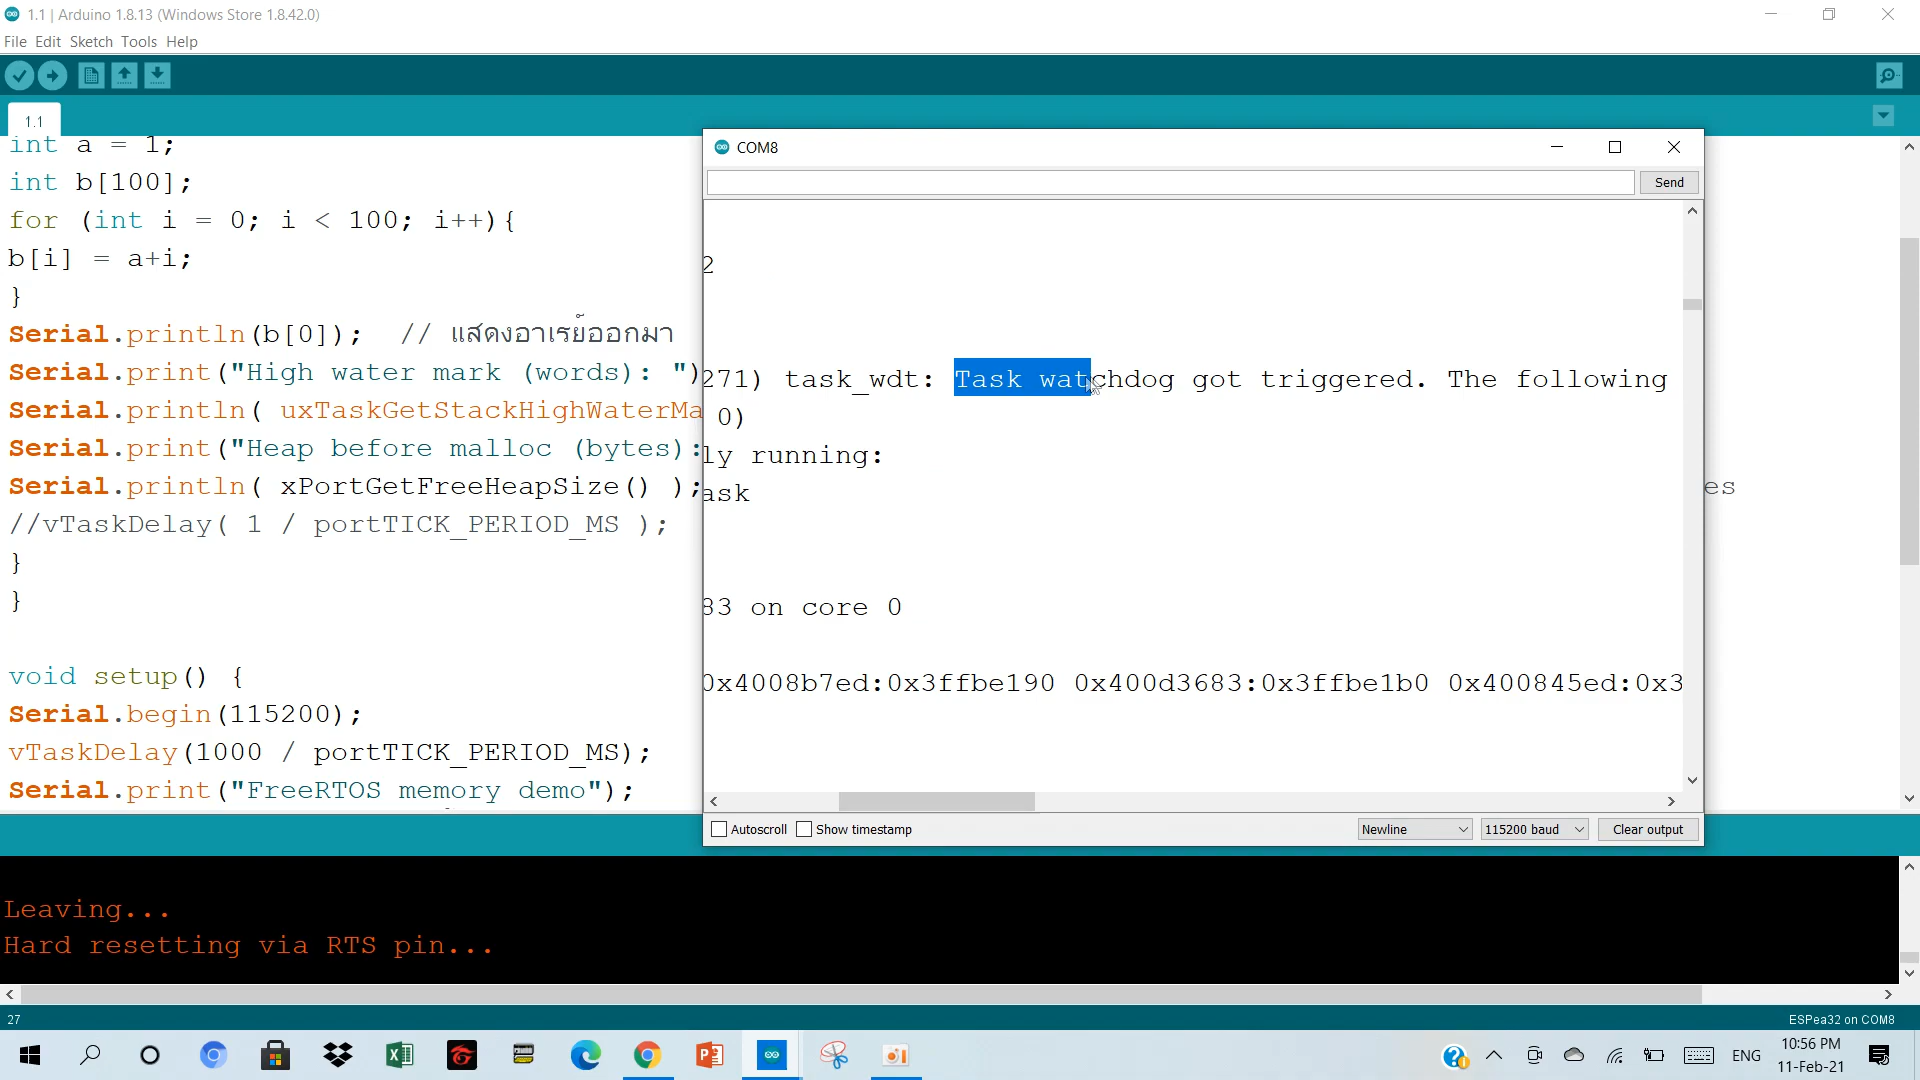 1.1 | Arduino 1.8.13 (Windows Store 1.8.42.0)
File Edit Sketch Tools Help
1.1
int a = 1;
int b[100];
for (int i = 0; i < 100; i++){
b[i] = a+i;
}
Serial.println(b[0]);  // แสดงอาเรย์ออกมา
Serial.print("High water mark (words): ")
Serial.println( uxTaskGetStackHighWaterMa
Serial.print("Heap before malloc (bytes):
Serial.println( xPortGetFreeHeapSize() );
//vTaskDelay( 1 / portTICK_PERIOD_MS );
}
}
void setup() {
Serial.begin(115200);
vTaskDelay(1000 / portTICK_PERIOD_MS);
Serial.print("FreeRTOS memory demo");
es
COM8
Send
2
271) task_wdt: Task watchdog got triggered. The following
0)
ly running:
ask
83 on core 0
0x4008b7ed:0x3ffbe190 0x400d3683:0x3ffbe1b0 0x400845ed:0x3
Autoscroll Show timestamp Newline 115200 baud Clear output
Leaving...
Hard resetting via RTS pin...
27
ESPea32 on COM8
ENG
10:56 PM
11-Feb-21